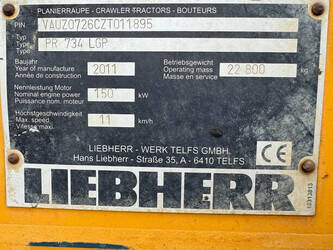 PLANIERRAUPE - CRAWLER TRACTORS - BOUTEURS
PIN VAUZ0726CZT011895
Typ
Type PR 734 LGP
Type
Baujahr Betriebsgewicht
Year of manufacture 2011 Operating mass 22 800 kg
Année de construction Masse en service
Nennleistung Motor
Nominal engine power 150 kW
Puissance nominale, moteur
Höchstgeschwindigkeit
Max. speed 11 km/h
Vitesse maxi.
LIEBHERR - WERK TELFS GMBH.
Hans Liebherr - Straße 35, A - 6410 TELFS
CE
LIEBHERR